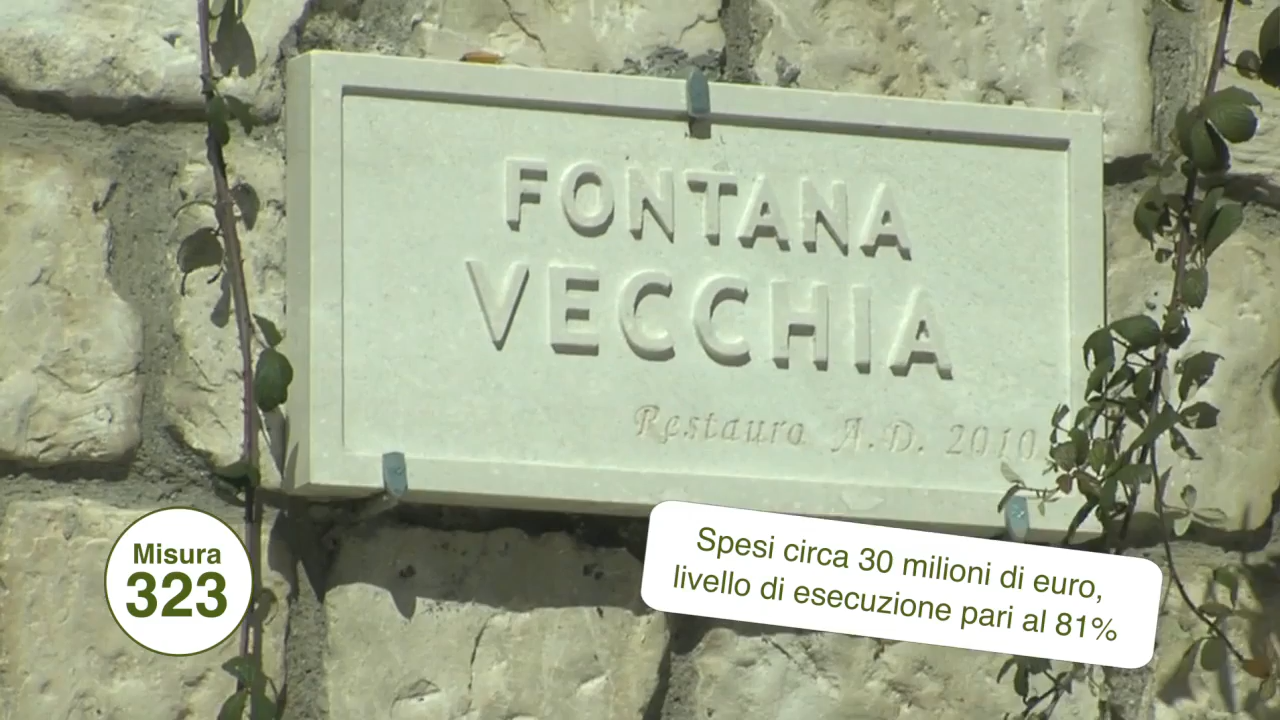 FONTANA
VECCHIA
Restauro A.D. 2010
Misura
323
Spesi circa 30 milioni di euro,
livello di esecuzione pari al 81%